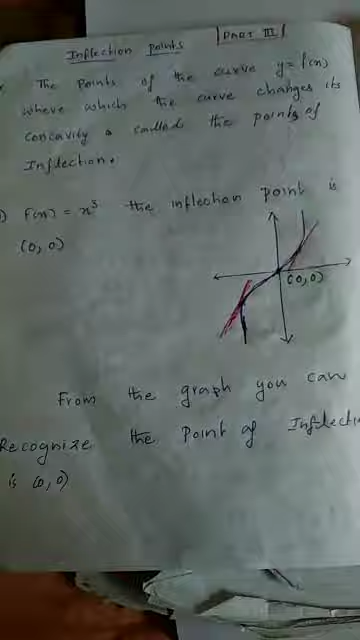 Inflection points
PART III
The points of the curve y = f(x)
where which the curve changes its
concavity is called the points of
Inflection.
F(x) = x³ the inflection point is
(0, 0)
(0,0)
From the graph you can
Recognize the point of Inflecti
is (0, 0)